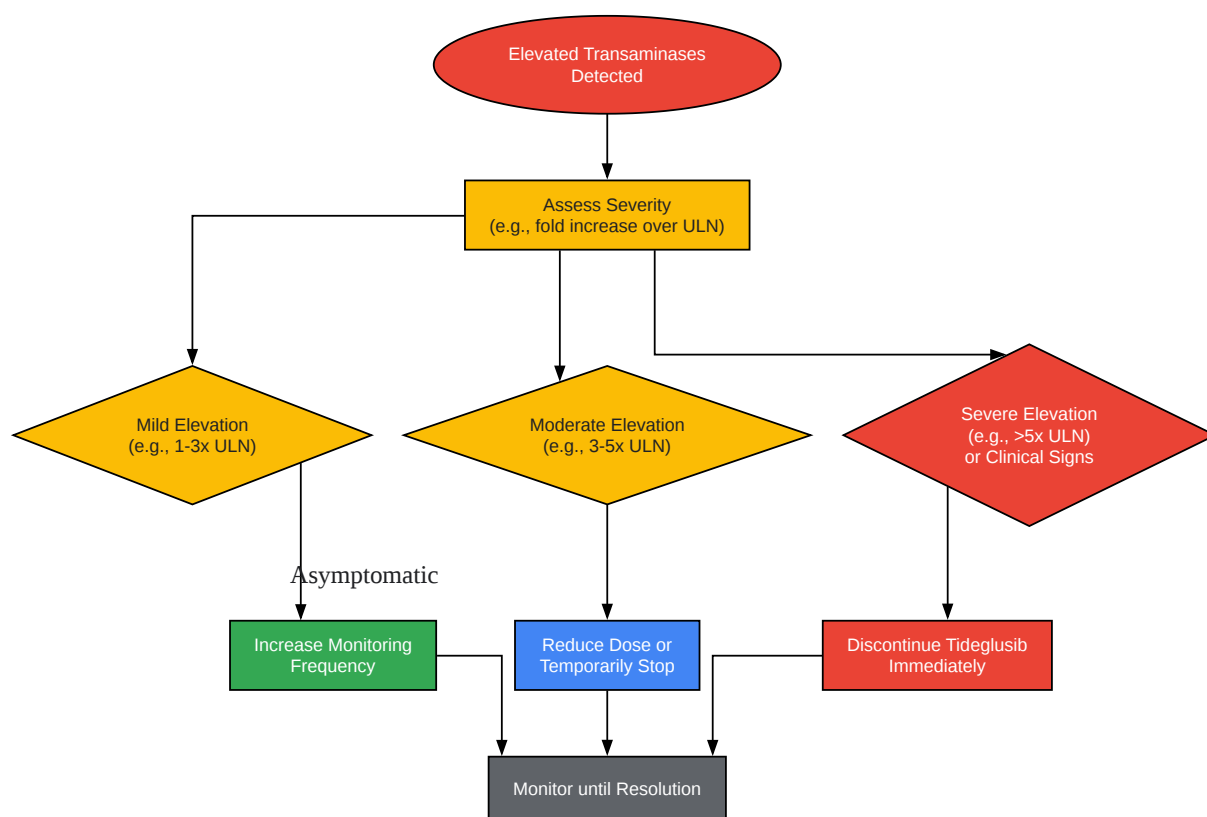 Elevated Transaminases
Detected
Assess Severity
(e.g., fold increase over ULN)
Mild Elevation
(e.g., 1-3x ULN)
Moderate Elevation
(e.g., 3-5x ULN)
Severe Elevation
(e.g., >5x ULN)
or Clinical Signs
Asymptomatic
Increase Monitoring
Frequency
Reduce Dose or
Temporarily Stop
Discontinue Tideglusib
Immediately
Monitor until Resolution